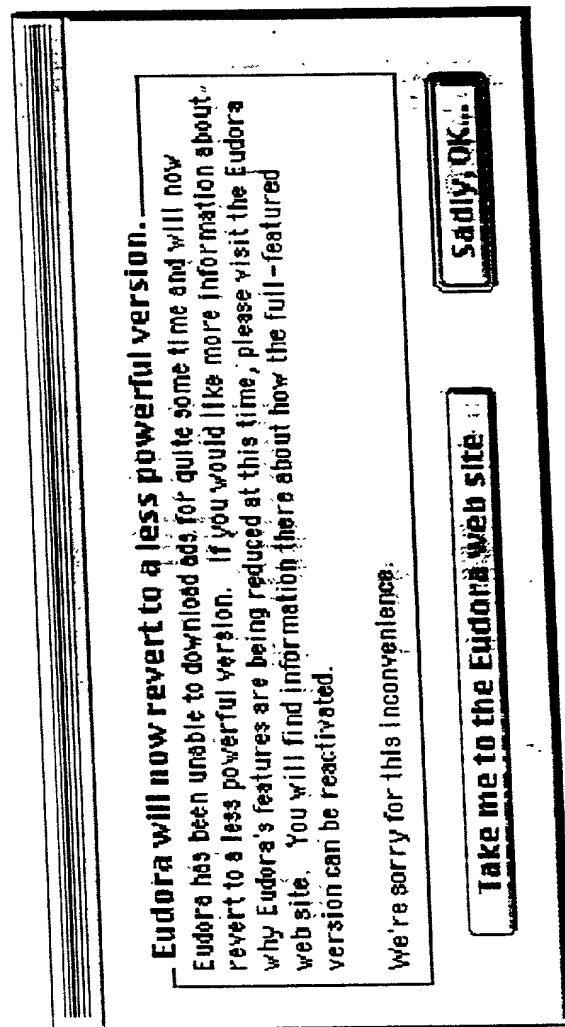 Eudora will now revert to a less powerful version.
Eudora has been unable to download ads for quite some time and will now
revert to a less powerful version. If you would like more information about
why Eudora's features are being reduced at this time, please visit the Eudora
web site. You will find information there about how the full-featured
version can be reactivated.
We're sorry for this inconvenience.
Take me to the Eudora web site
Sadly, OK...